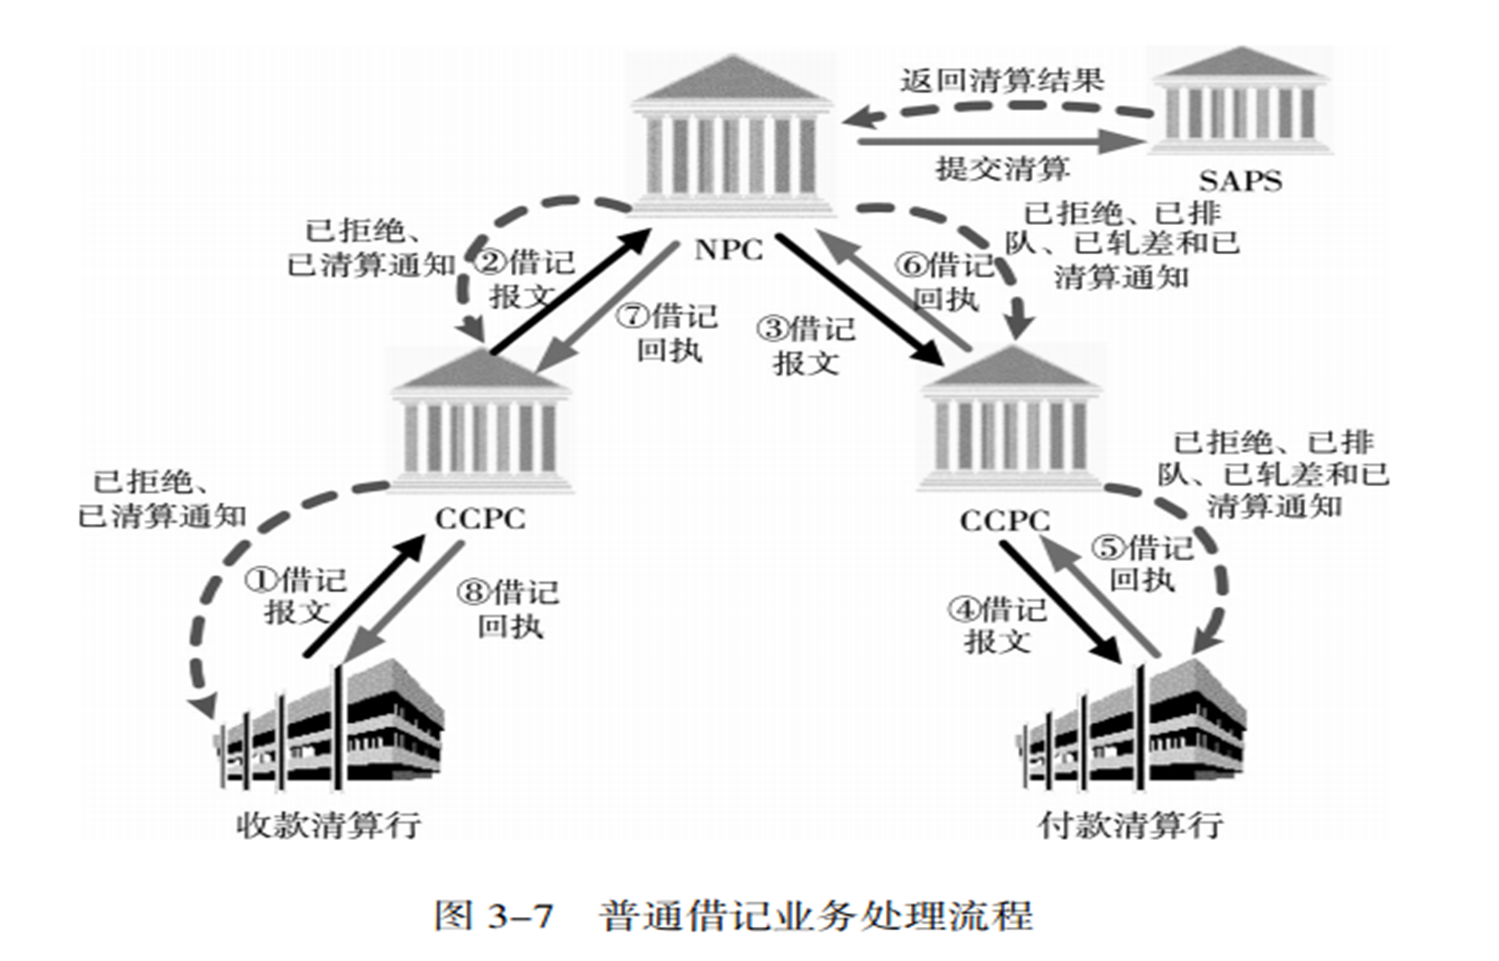 返回清算结果
提交清算
SAPS
NPC
已拒绝、
已清算通知
②借记
报文
⑦借记
回执
③借记
报文
⑥借记
回执
已拒绝、已排
队、已轧差和已
清算通知
已拒绝、
已清算通知
CCPC
①借记
报文
⑧借记
回执
CCPC
④借记
报文
⑤借记
回执
已拒绝、已排
队、已轧差和已
清算通知
收款清算行
付款清算行
图 3-7 普通借记业务处理流程